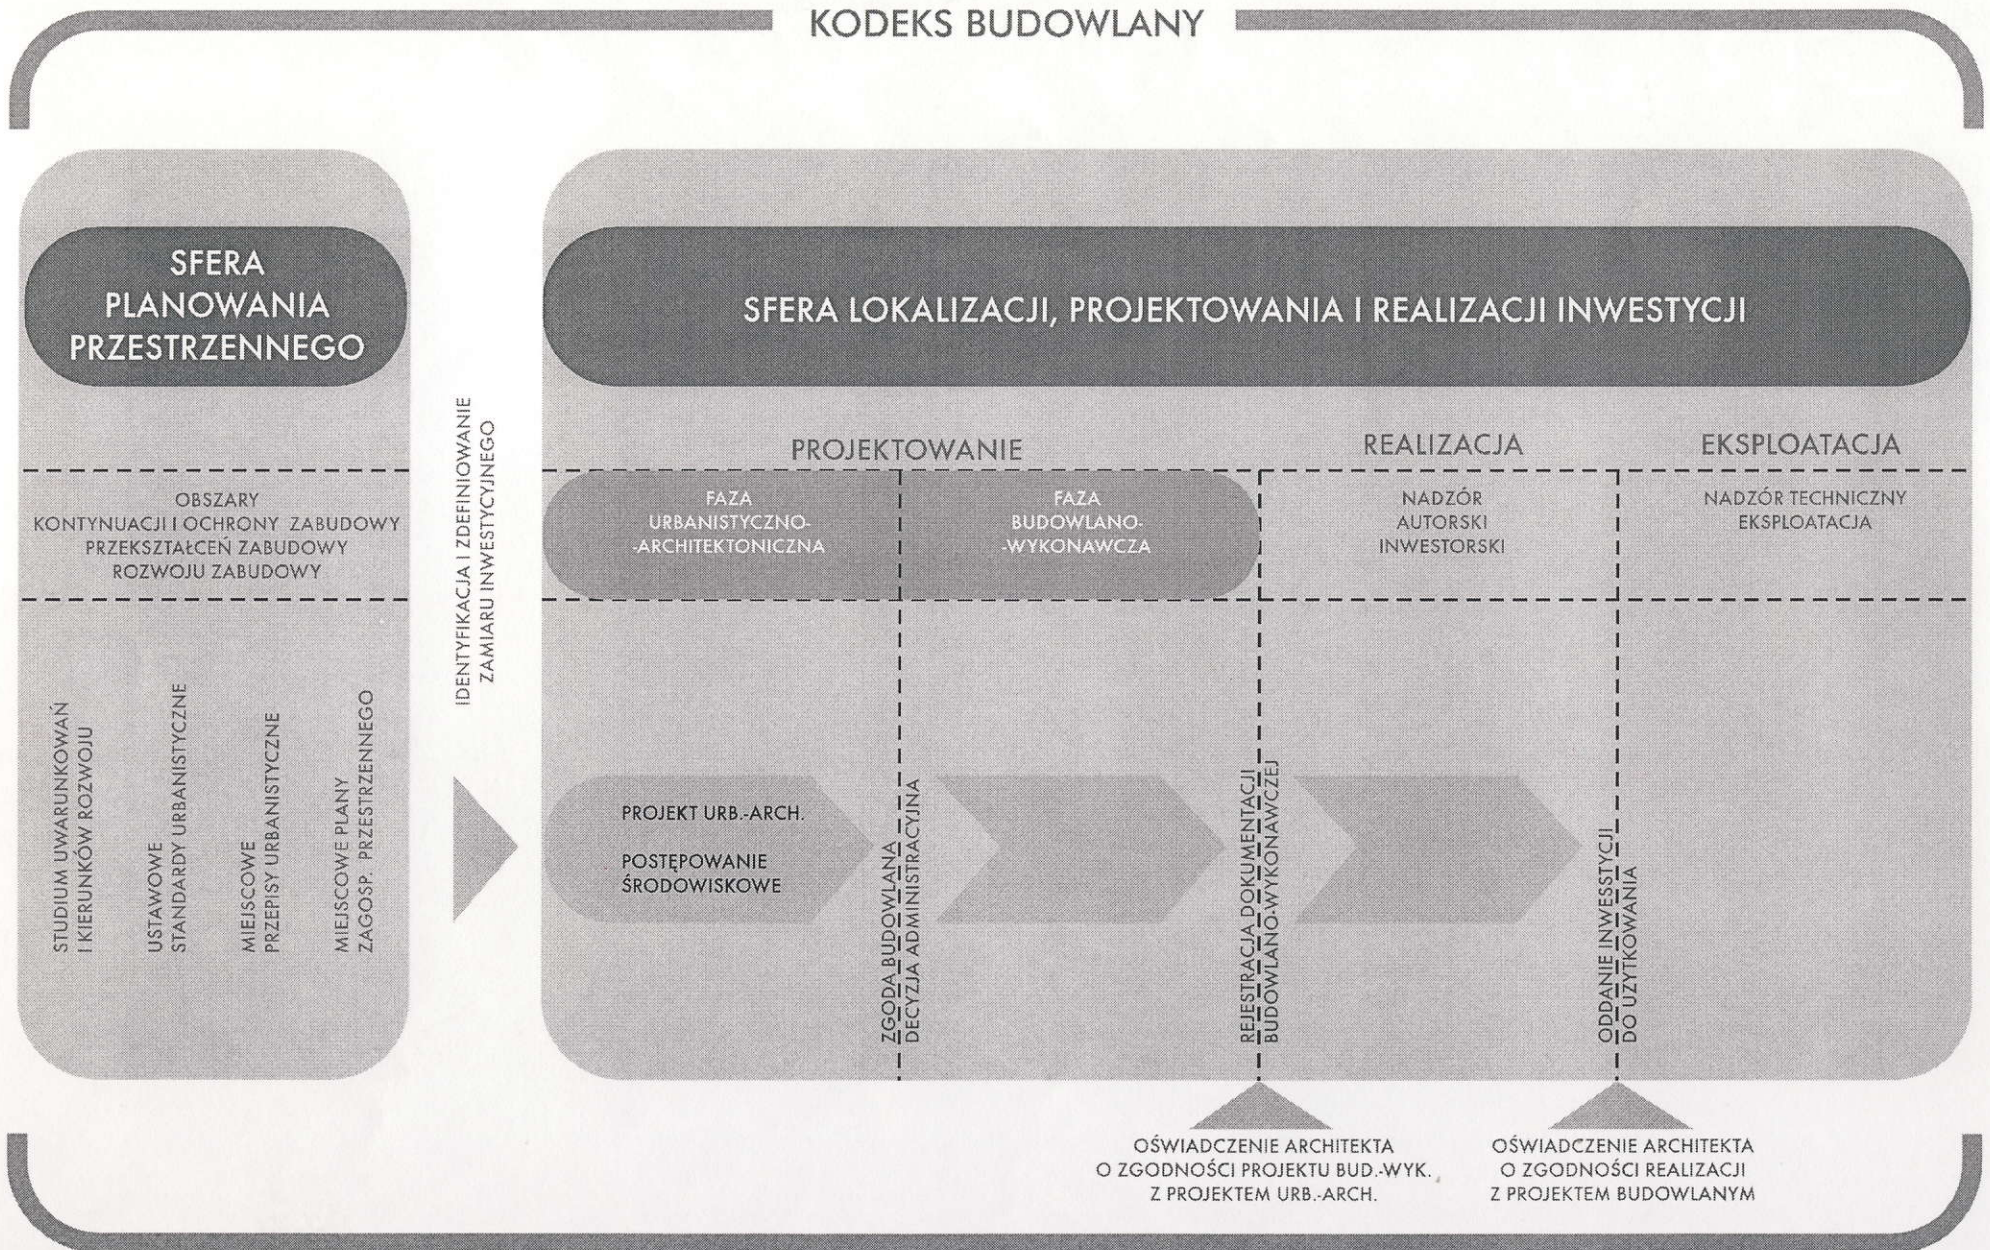 KODEKS BUDOWLANY
SFERA
PLANOWANIA
PRZESTRZENNEGO
OBSZARY
KONTYNUACJI I OCHRONY ZABUDOWY
PRZEKSZTAŁCEŃ ZABUDOWY
ROZWOJU ZABUDOWY
STUDIUM UWARUNKOWAŃ
I KIERUNKÓW ROZWOJU
USTAWOWE
STANDARDY URBANISTYCZNE
MIEJSCOWE
PRZEPISY URBANISTYCZNE
MIEJSCOWE PLANY
ZAGOSP. PRZESTRZENNEGO
IDENTYFIKACJA I ZDEFINIOWANIE
ZAMIARU INWESTYCYJNEGO
SFERA LOKALIZACJI, PROJEKTOWANIA I REALIZACJI INWESTYCJI
PROJEKTOWANIE
REALIZACJA
EKSPLOATACJA
FAZA
URBANISTYCZNO-
-ARCHITEKTONICZNA
FAZA
BUDOWLANO-
-WYKONAWCZA
NADZÓR
AUTORSKI
INWESTORSKI
NADZÓR TECHNICZNY
EKSPLOATACJA
PROJEKT URB.-ARCH.
POSTĘPOWANIE
ŚRODOWISKOWE
ZGODA BUDOWLANA
DECYZJA ADMINISTRACYJNA
REJESTRACJA DOKUMENTACJI
BUDOWLANO-WYKONAWCZEJ
ODDANIE INWESSTYCJI
DO UZYTKOWANIA
OŚWIADCZENIE ARCHITEKTA
O ZGODNOŚCI PROJEKTU BUD.-WYK.
Z PROJEKTEM URB.-ARCH.
OŚWIADCZENIE ARCHITEKTA
O ZGODNOŚCI REALIZACJI
Z PROJEKTEM BUDOWLANYM